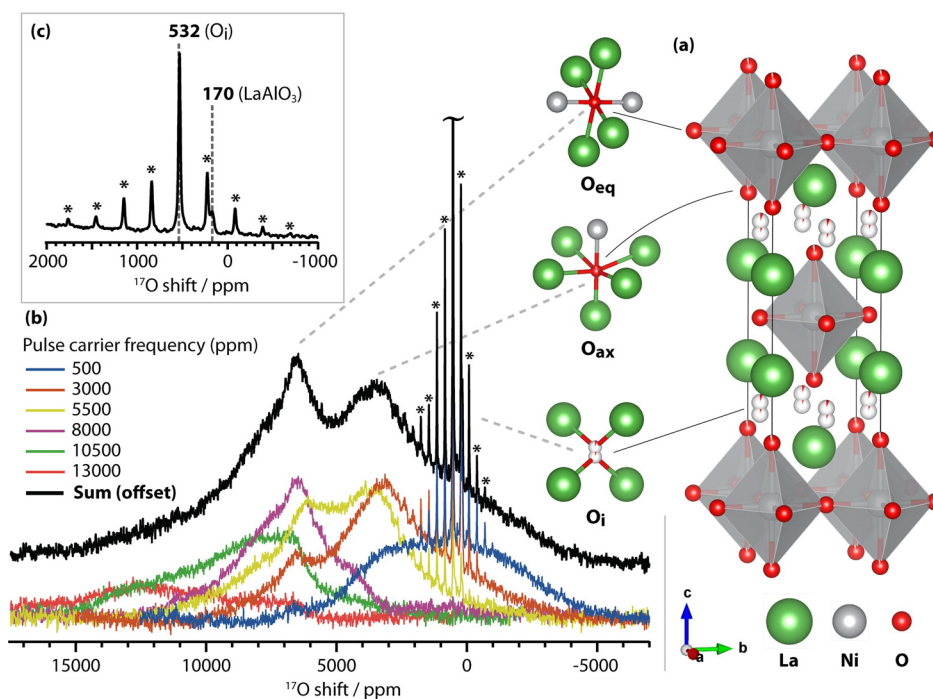 (c)
532 (Oi)
170 (LaAlO3)
* * * * * * * *
2000 1000 0 -1000
17O shift / ppm
(a)
Oeq
Oax
Oi
(b)
Pulse carrier frequency (ppm)
500
3000
5500
8000
10500
13000
Sum (offset)
* * * * * * * * *
15000 10000 5000 0 -5000
17O shift / ppm
c
a b
La Ni O